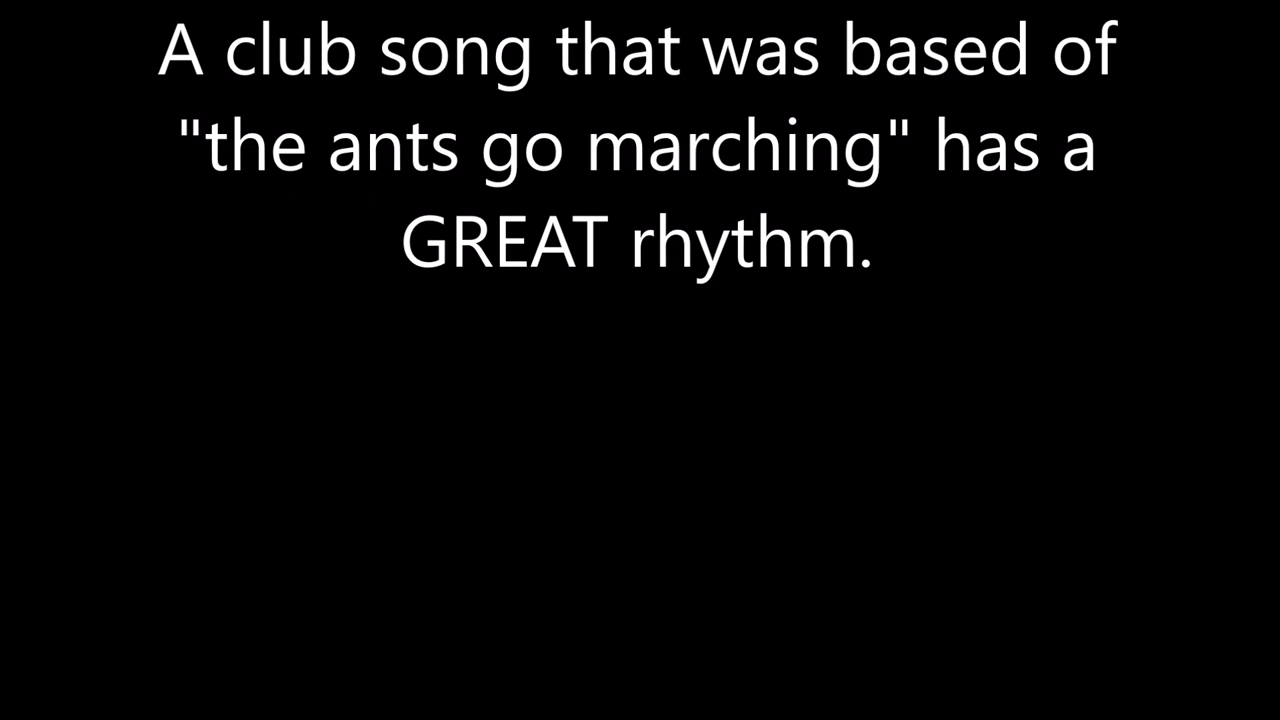 A club song that was based of
"the ants go marching" has a
GREAT rhythm.